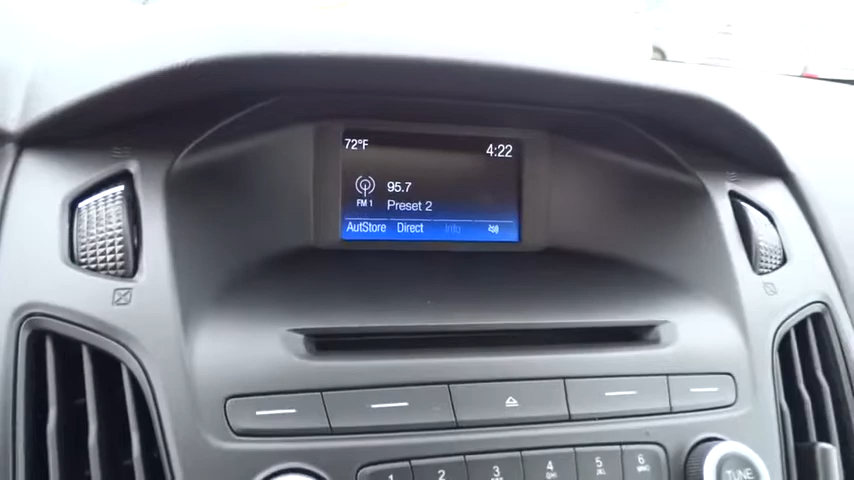 72°F
4:22
95.7
FM 1
Preset 2
AutStore Direct Info
1 2 3 4 5 6
TUNE